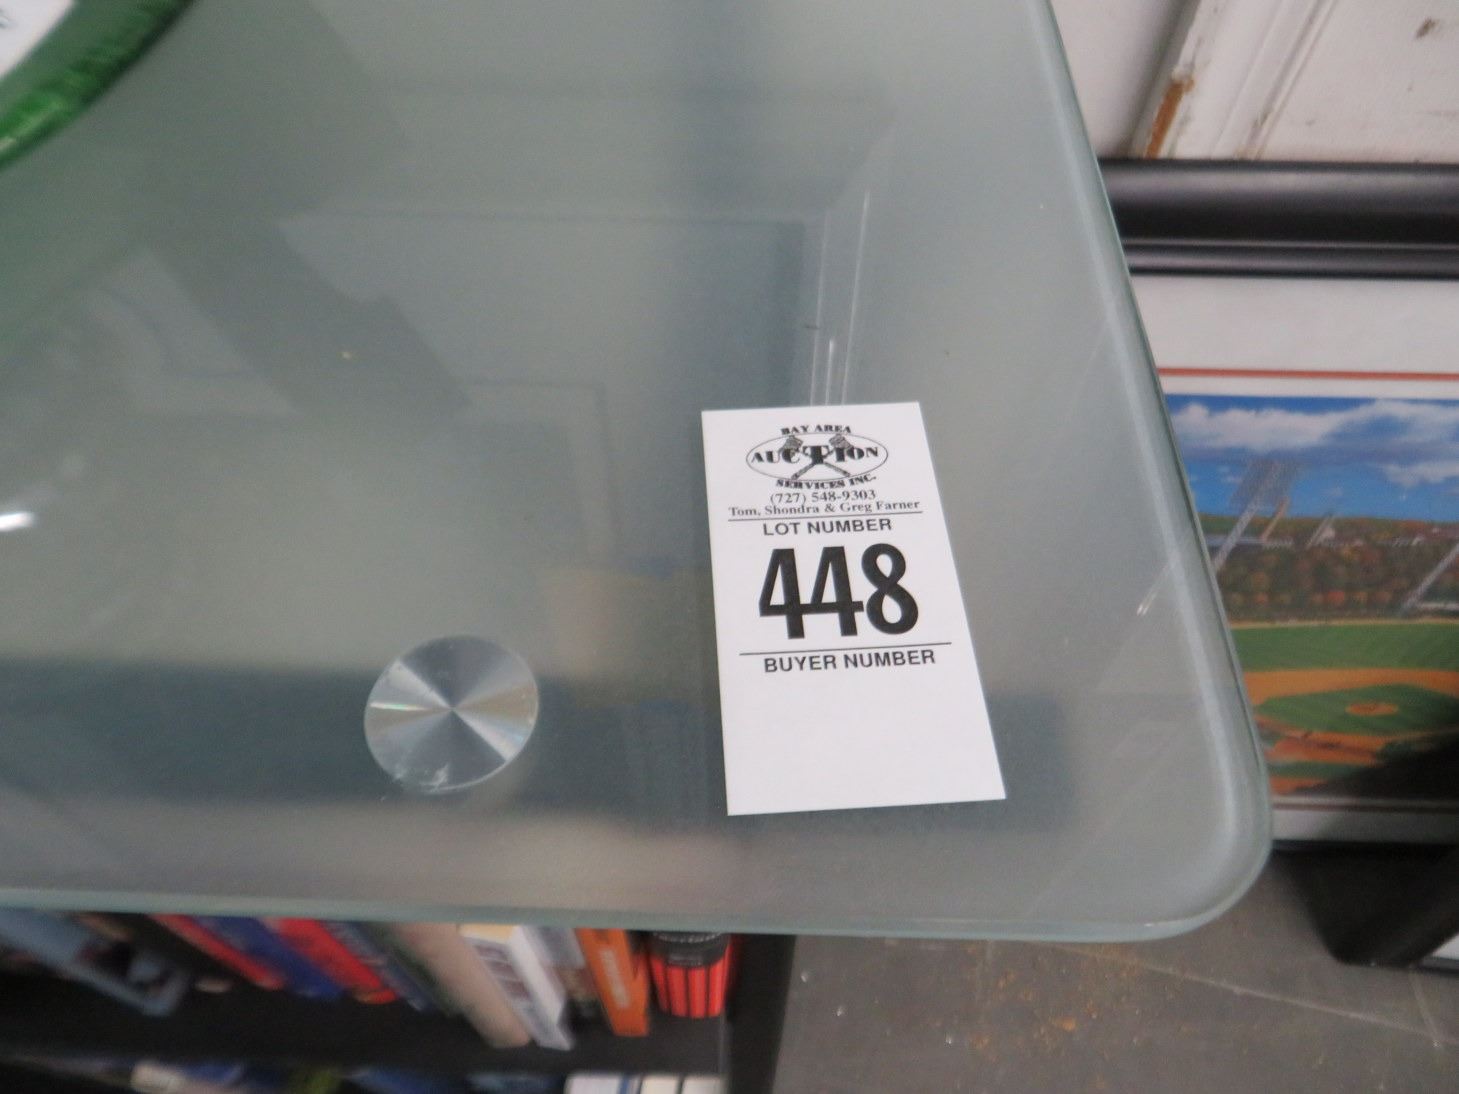 BAY AREA
AUCTION
SERVICES INC.
(727) 548-9303
Tom, Shondra & Greg Farner
LOT NUMBER
448
BUYER NUMBER